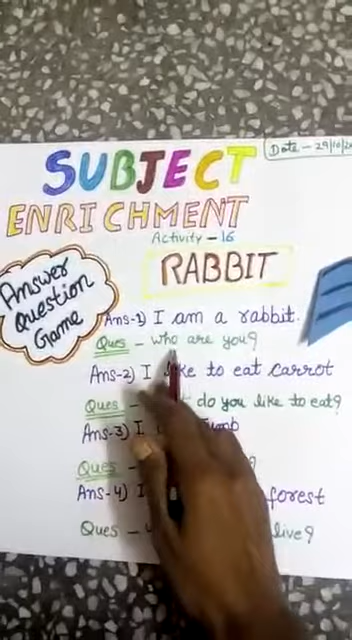 Date - 29/10/20
SUBJECT
ENRICHMENT
Activity - 16
RABBIT
Answer
Question
Game
Ans-1) I am a rabbit.
Ques - who are you?
Ans-2) I like to eat carrot
Ques - do you like to eat?
Ans-3) I
Ques -
Ans-4) I forest
Ques - live?